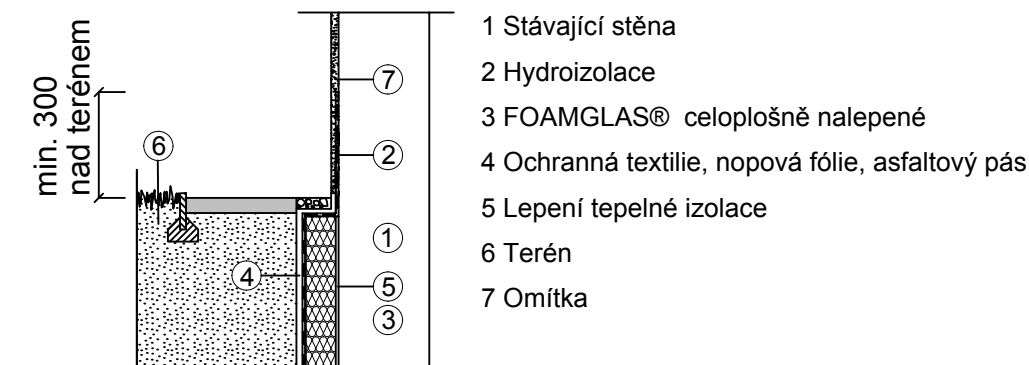 min. 300
nad terénem
7
6
2
1
4
5
3
1 Stávající stěna
2 Hydroizolace
3 FOAMGLAS® celoplošně nalepené
4 Ochranná textilie, nopová fólie, asfaltový pás
5 Lepení tepelné izolace
6 Terén
7 Omítka